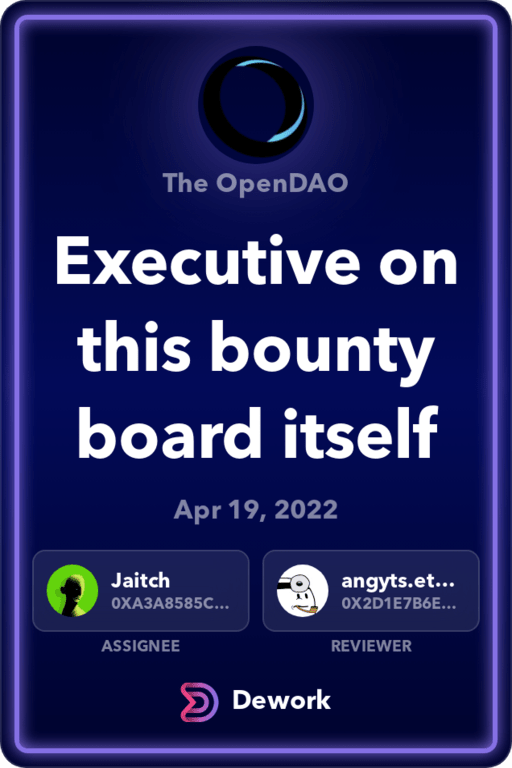 The OpenDAO
Executive on
this bounty
board itself
Apr 19, 2022
Jaitch
0XA3A8585C...
ASSIGNEE
angyts.et...
0X2D1E7B6E...
REVIEWER
Dework